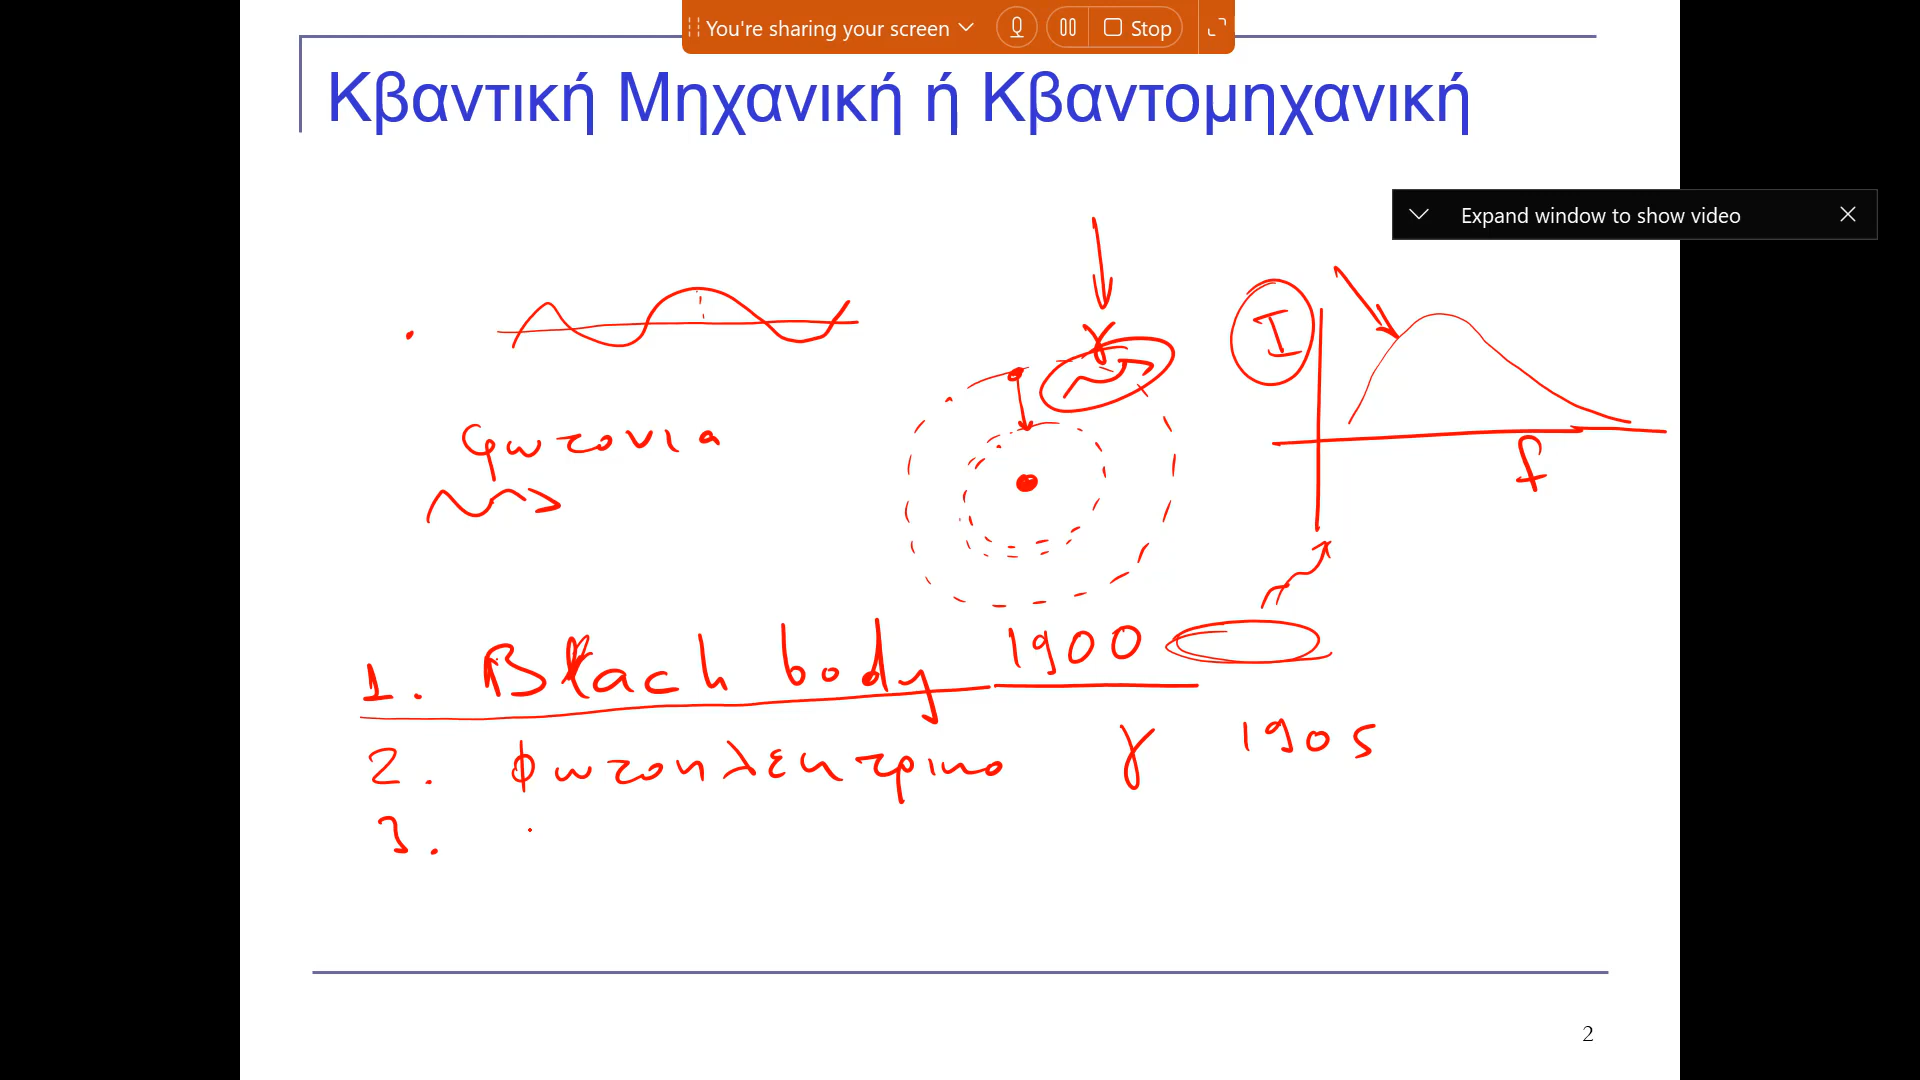 You're sharing your screen
Stop
Κβαντική Μηχανική ή Κβαντομηχανική
Expand window to show video
γ
I
f
φωτονια
1. Black body 1900
2. φωτοηλεκτρικο γ 1905
3.
2